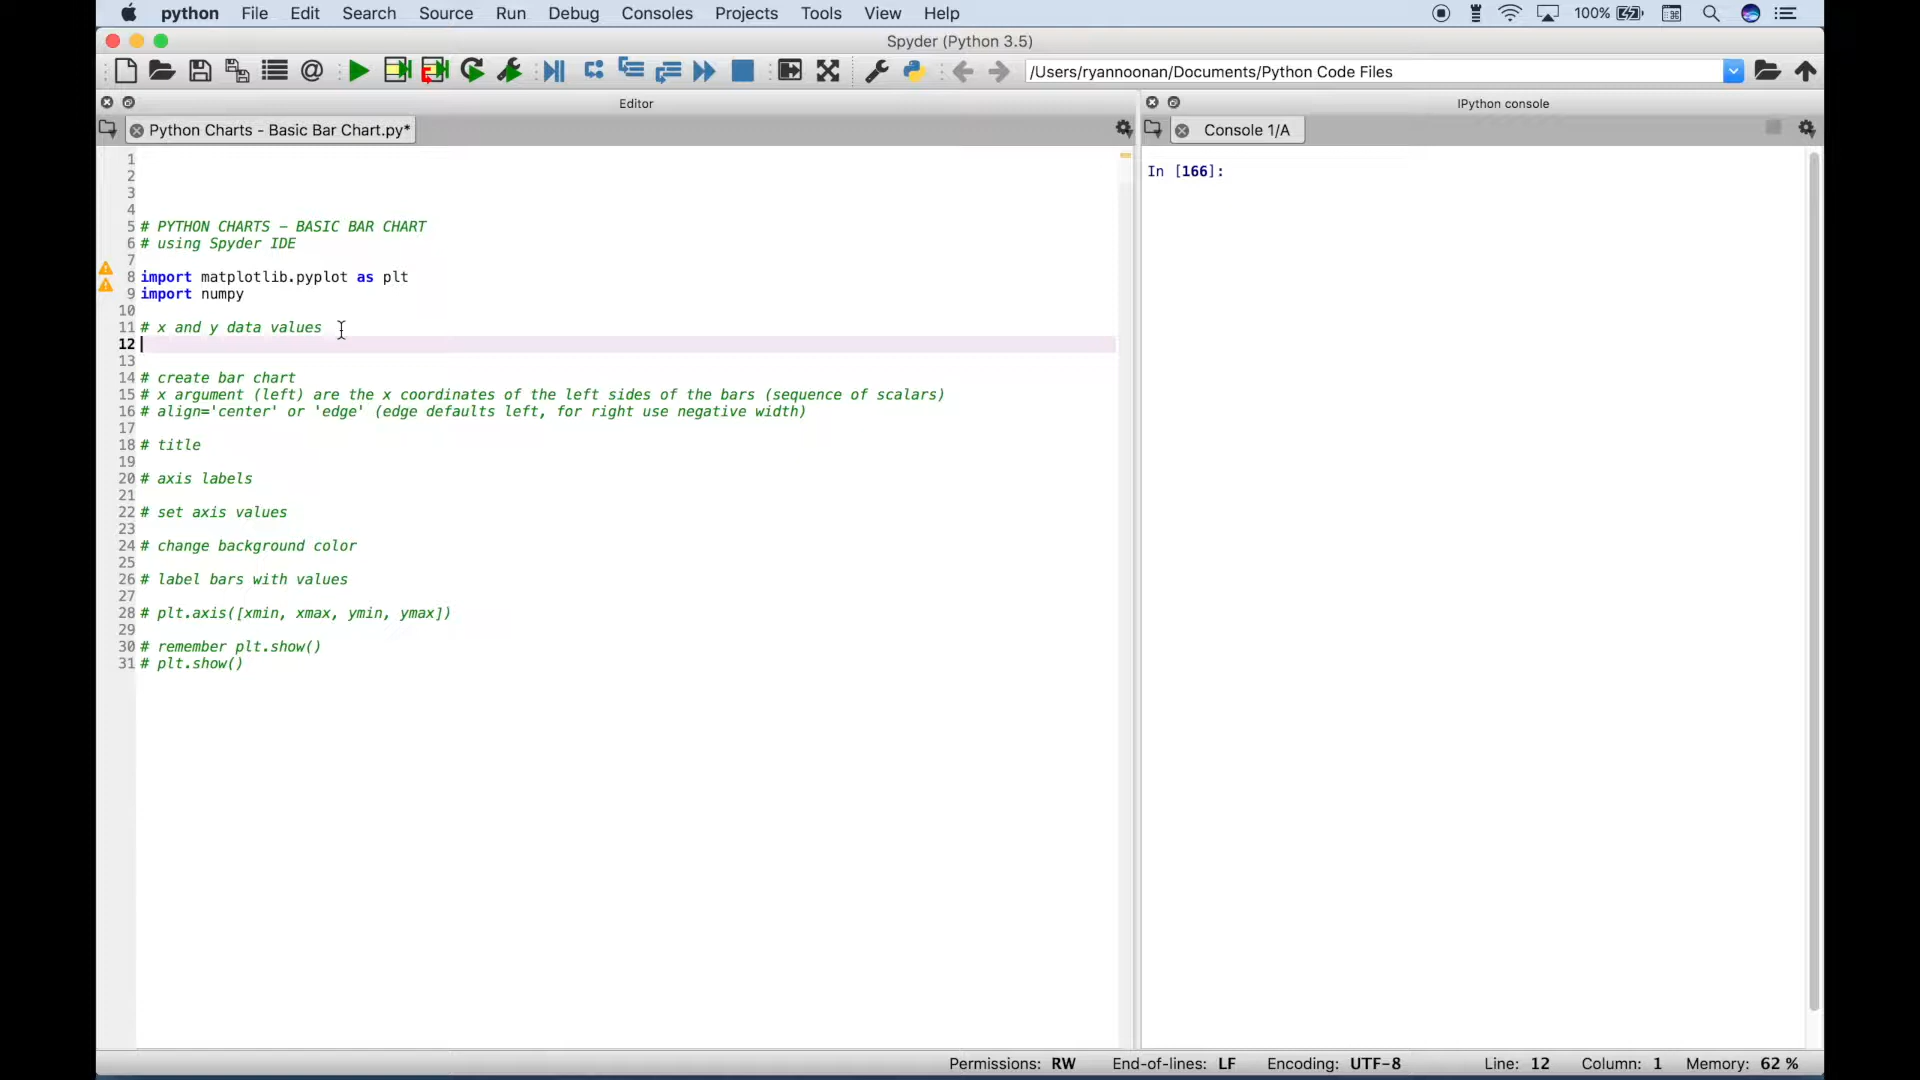 python File Edit Search Source Run Debug Consoles Projects Tools View Help 100%
Spyder (Python 3.5)
/Users/ryannoonan/Documents/Python Code Files
Editor
IPython console
Python Charts - Basic Bar Chart.py*
Console 1/A
In [166]:
1
2
3
4
5 # PYTHON CHARTS – BASIC BAR CHART
6 # using Spyder IDE
7
8 import matplotlib.pyplot as plt
9 import numpy
10
11 # x and y data values
12
13
14 # create bar chart
15 # x argument (left) are the x coordinates of the left sides of the bars (sequence of scalars)
16 # align='center' or 'edge' (edge defaults left, for right use negative width)
17
18 # title
19
20 # axis labels
21
22 # set axis values
23
24 # change background color
25
26 # label bars with values
27
28 # plt.axis([xmin, xmax, ymin, ymax])
29
30 # remember plt.show()
31 # plt.show()
Permissions: RW End-of-lines: LF Encoding: UTF-8 Line: 12 Column: 1 Memory: 62 %